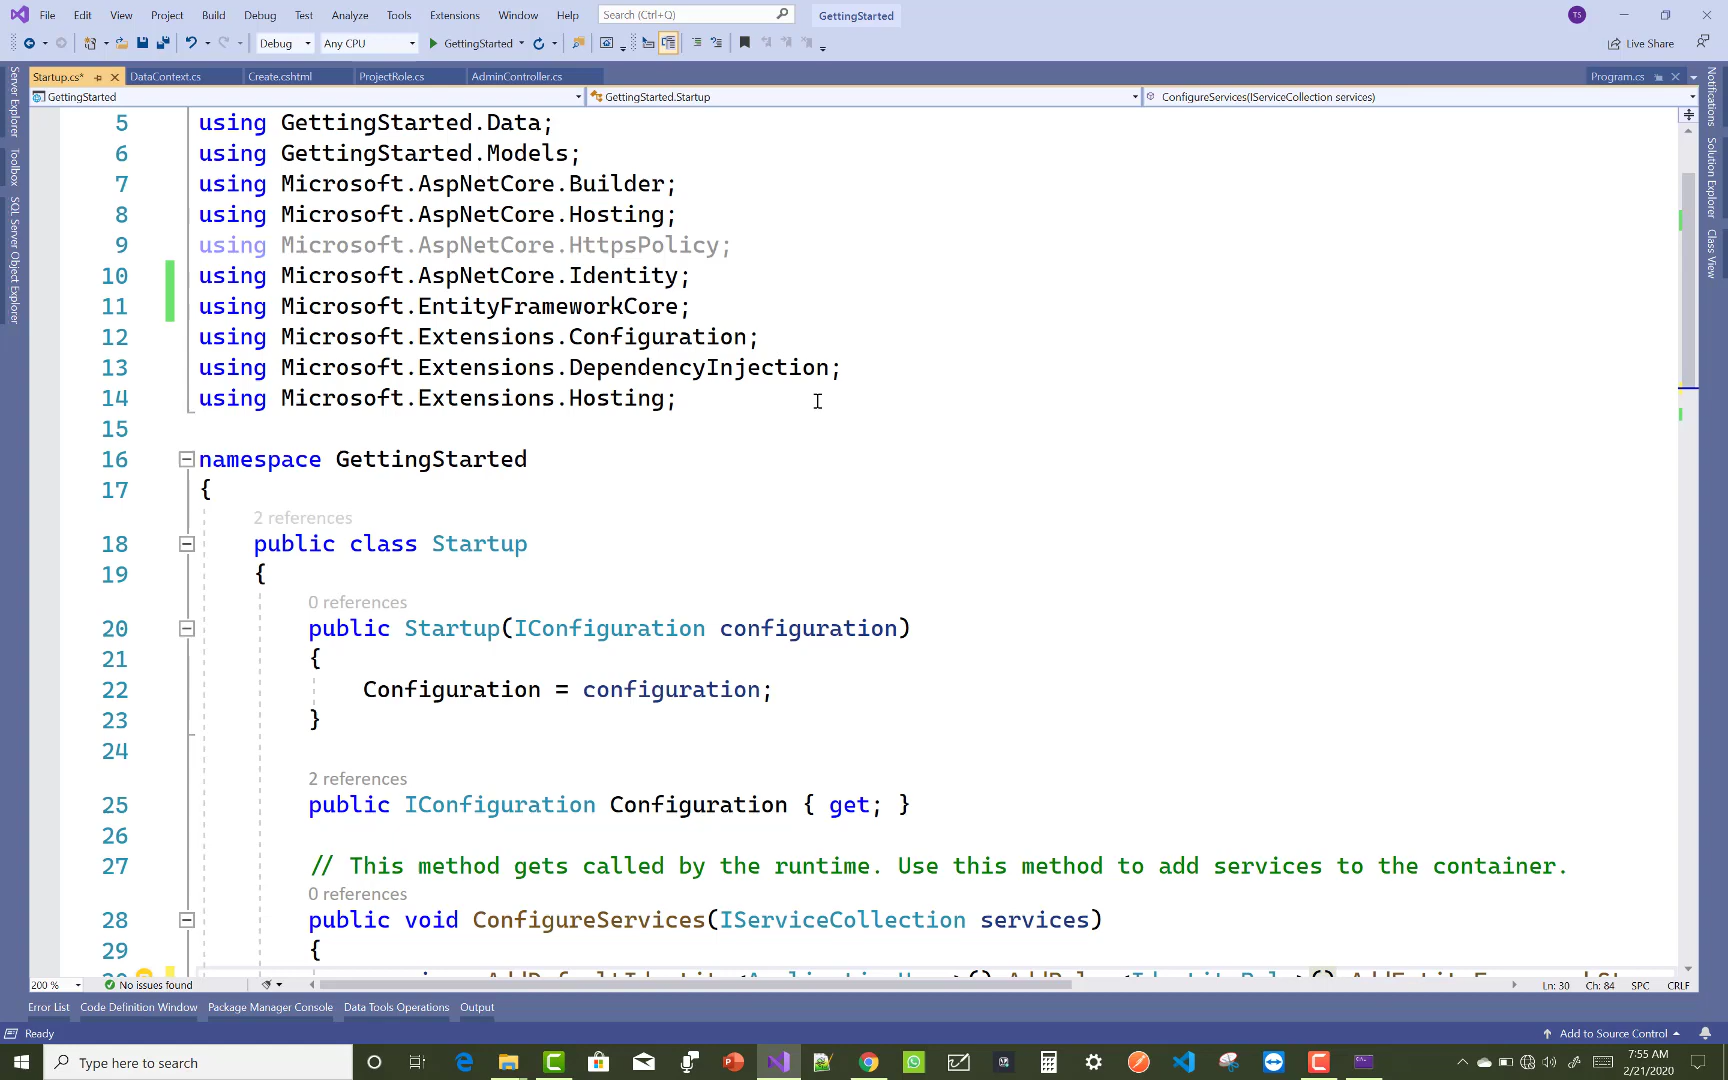 File Edit View Project Build Debug Test Analyze Tools Extensions Window Help Search (Ctrl+Q) GettingStarted TS
Debug Any CPU GettingStarted Live Share
Startup.cs* DataContext.cs Create.cshtml ProjectRole.cs AdminController.cs Program.cs
GettingStarted GettingStarted.Startup ConfigureServices(IServiceCollection services)
Server Explorer
Toolbox
SQL Server Object Explorer
Notifications
Solution Explorer
Class View
5 using GettingStarted.Data;
6 using GettingStarted.Models;
7 using Microsoft.AspNetCore.Builder;
8 using Microsoft.AspNetCore.Hosting;
9 using Microsoft.AspNetCore.HttpsPolicy;
10 using Microsoft.AspNetCore.Identity;
11 using Microsoft.EntityFrameworkCore;
12 using Microsoft.Extensions.Configuration;
13 using Microsoft.Extensions.DependencyInjection;
14 using Microsoft.Extensions.Hosting;
15
16 namespace GettingStarted
17 {
2 references
18 public class Startup
19 {
0 references
20 public Startup(IConfiguration configuration)
21 {
22 Configuration = configuration;
23 }
24
2 references
25 public IConfiguration Configuration { get; }
26
27 // This method gets called by the runtime. Use this method to add services to the container.
0 references
28 public void ConfigureServices(IServiceCollection services)
29 {
200 % No issues found Ln: 30 Ch: 84 SPC CRLF
Error List Code Definition Window Package Manager Console Data Tools Operations Output
Ready Add to Source Control
Type here to search 7:55 AM
2/21/2020